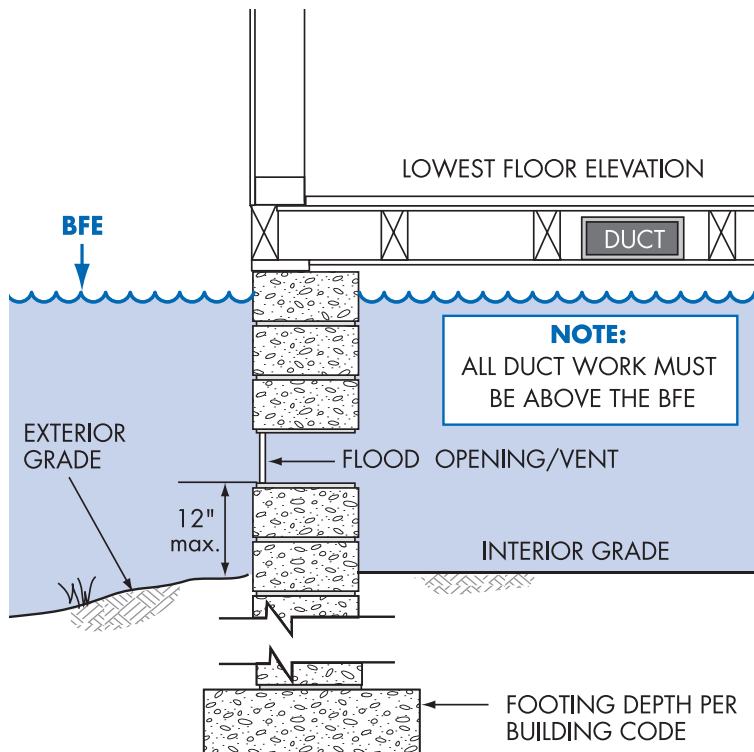 LOWEST FLOOR ELEVATION
BFE
DUCT
NOTE:
ALL DUCT WORK MUST
BE ABOVE THE BFE
EXTERIOR
GRADE
FLOOD OPENING/VENT
12"
max.
INTERIOR GRADE
FOOTING DEPTH PER
BUILDING CODE